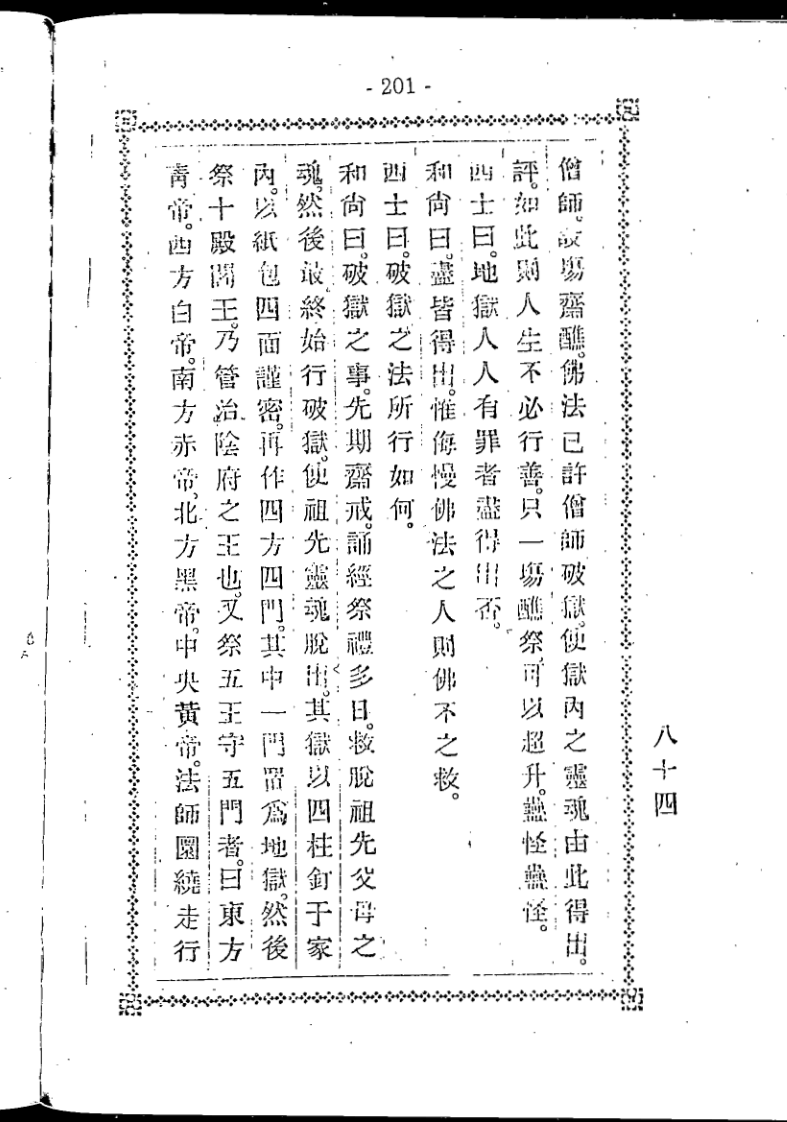 - 201 -
僧師。設場齋醮。佛法已許僧師破獄。使獄內之靈魂由此得出。
評。如此則人生不必行善。只一場醮祭。可以超升。蠱怪蠱怪。
西士曰。地獄人人有罪者盡得出否。
和尙曰。盡皆得出。惟侮慢佛法之人則佛不之救。
西士曰。破獄之法所行如何。
和尙曰。破獄之事。先期齋戒。誦經祭禮多日。救脫祖先父母之
魂。然後最終始行破獄。使祖先靈魂脫出。其獄以四柱釘于家
內。以紙包四面謹密。再作四方四門。其中一門置爲地獄。然後
祭十殿閻王。乃管治陰府之王也。又祭五王守五門者。曰東方
靑帝。西方白帝。南方赤帝。北方黑帝。中央黃帝。法師圍繞走行
八十四